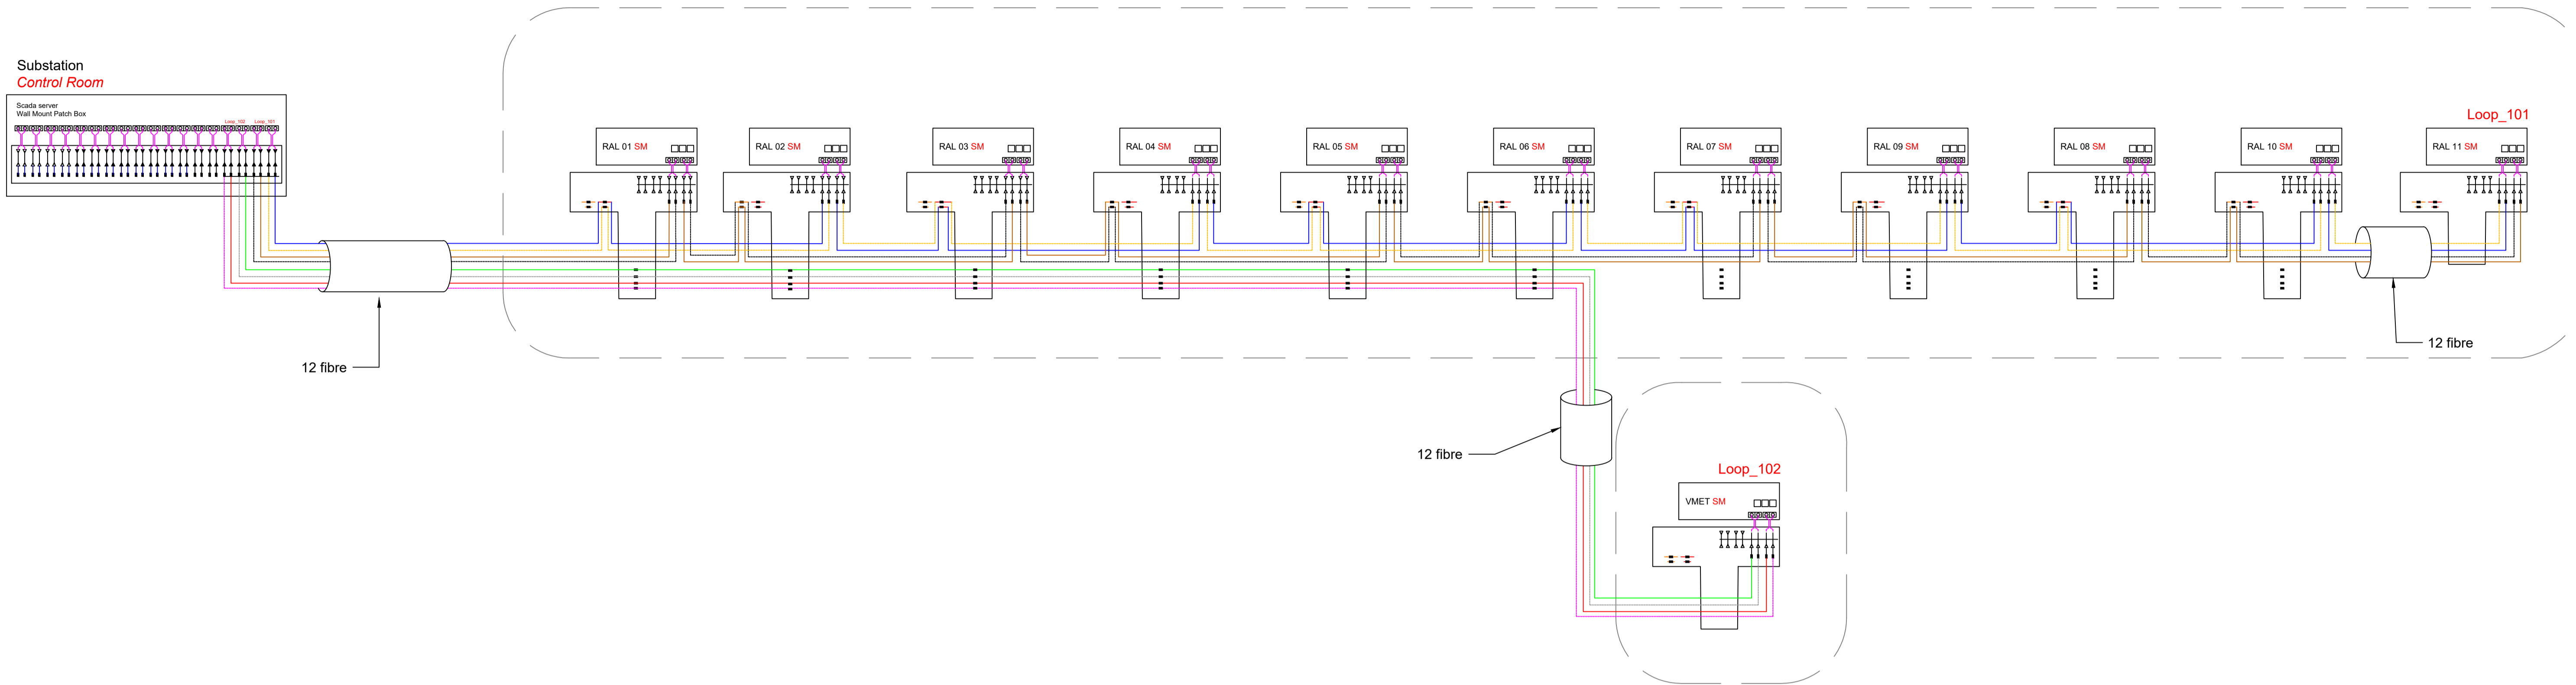 Substation
Control Room
Scada server
Wall Mount Patch Box
Loop_102
Loop_101
Loop_101
RAL 01 SM
RAL 02 SM
RAL 03 SM
RAL 04 SM
RAL 05 SM
RAL 06 SM
RAL 07 SM
RAL 09 SM
RAL 08 SM
RAL 10 SM
RAL 11 SM
12 fibre
12 fibre
12 fibre
Loop_102
VMET SM